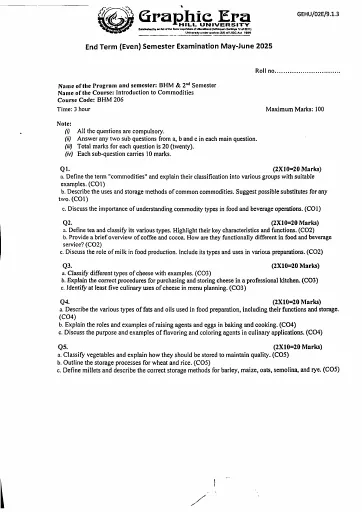 GEHU/02E/9.1.3
Graphic Era
HILL UNIVERSITY
End Term (Even) Semester Examination May-June 2025
Roll no..............................
Name of the Program and semester: BHM & 2nd Semester
Name of the Course: Introduction to Commodities
Course Code: BHM 206
Time: 3 hour Maximum Marks: 100
Note:
(i) All the questions are compulsory.
(ii) Answer any two sub questions from a, b and c in each main question.
(iii) Total marks for each question is 20 (twenty).
(iv) Each sub-question carries 10 marks.
Q1. (2X10=20 Marks)
a. Define the term "commodities" and explain their classification into various groups with suitable
examples. (CO1)
b. Describe the uses and storage methods of common commodities. Suggest possible substitutes for any
two. (CO1)
c. Discuss the importance of understanding commodity types in food and beverage operations. (CO1)
Q2. (2X10=20 Marks)
a. Define tea and classify its various types. Highlight their key characteristics and functions. (CO2)
b. Provide a brief overview of coffee and cocoa. How are they functionally different in food and beverage
service? (CO2)
c. Discuss the role of milk in food production. Include its types and uses in various preparations. (CO2)
Q3. (2X10=20 Marks)
a. Classify different types of cheese with examples. (CO3)
b. Explain the correct procedures for purchasing and storing cheese in a professional kitchen. (CO3)
c. Identify at least five culinary uses of cheese in menu planning. (CO3)
Q4. (2X10=20 Marks)
a. Describe the various types of fats and oils used in food preparation, including their functions and storage.
(CO4)
b. Explain the roles and examples of raising agents and eggs in baking and cooking. (CO4)
c. Discuss the purpose and examples of flavoring and coloring agents in culinary applications. (CO4)
Q5. (2X10=20 Marks)
a. Classify vegetables and explain how they should be stored to maintain quality. (CO5)
b. Outline the storage processes for wheat and rice. (CO5)
c. Define millets and describe the correct storage methods for barley, maize, oats, semolina, and rye. (CO5)